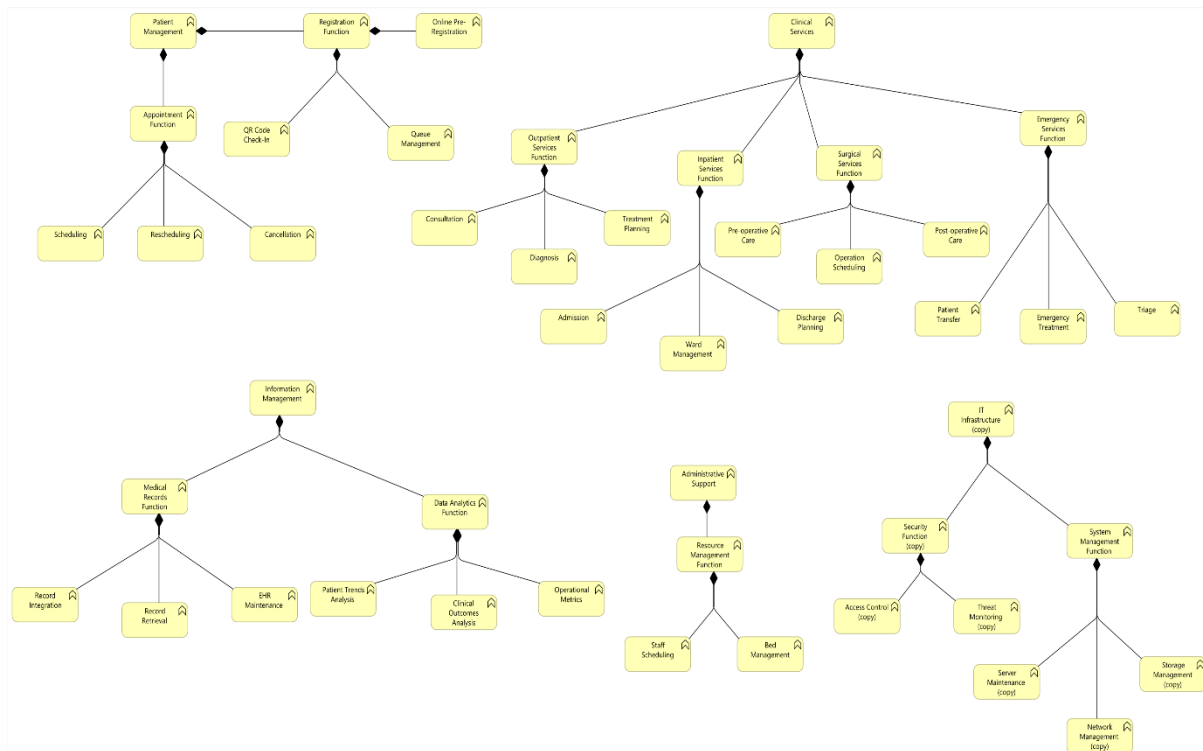 Patient
Management
Registration
Function
Online Pre-
Registration
Clinical
Services
Appointment
Function
QR Code
Check-In
Queue
Management
Outpatient
Services
Function
Inpatient
Services
Function
Surgical
Services
Function
Emergency
Services
Function
Scheduling
Rescheduling
Cancellation
Consultation
Diagnosis
Treatment
Planning
Pre-operative
Care
Operation
Scheduling
Post-operative
Care
Admission
Ward
Management
Discharge
Planning
Patient
Transfer
Emergency
Treatment
Triage
Information
Management
IT
Infrastructure
(copy)
Medical
Records
Function
Data Analytics
Function
Administrative
Support
Security
Function
(copy)
System
Management
Function
Resource
Management
Function
Record
Integration
Record
Retrieval
EHR
Maintenance
Patient Trends
Analysis
Clinical
Outcomes
Analysis
Operational
Metrics
Access Control
(copy)
Threat
Monitoring
(copy)
Staff
Scheduling
Bed
Management
Server
Maintenance
(copy)
Network
Management
(copy)
Storage
Management
(copy)